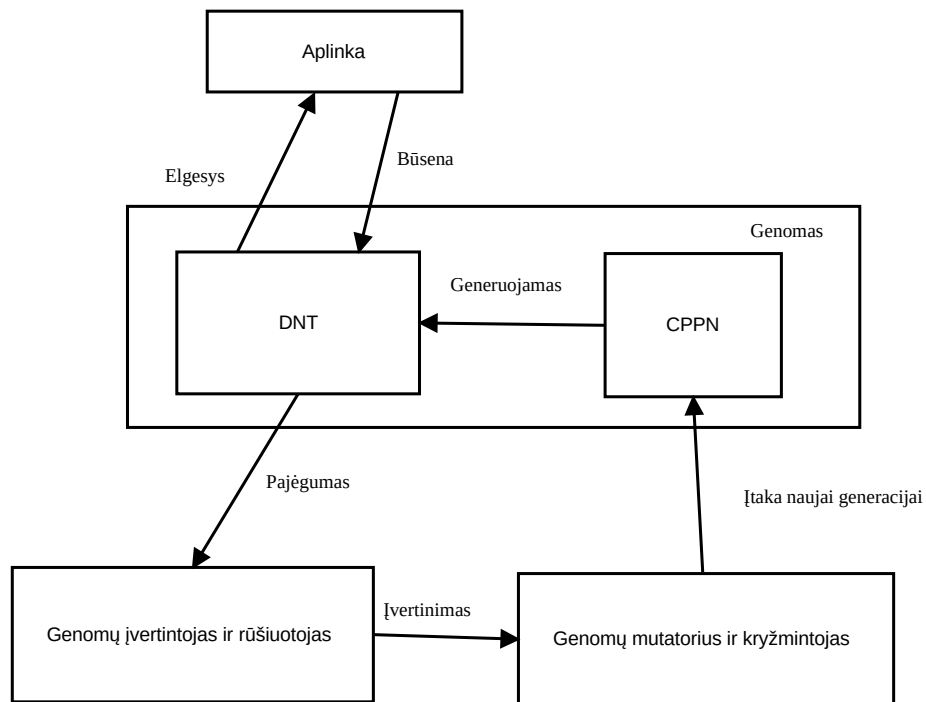 Aplinka
Būsena
Elgesys
Genomas
Generuojamas
DNT
CPPN
Pajėgumas
Įtaka naujai generacijai
Įvertinimas
Genomų įvertintojas ir rūšiuotojas
Genomų mutatorius ir kryžmintojas